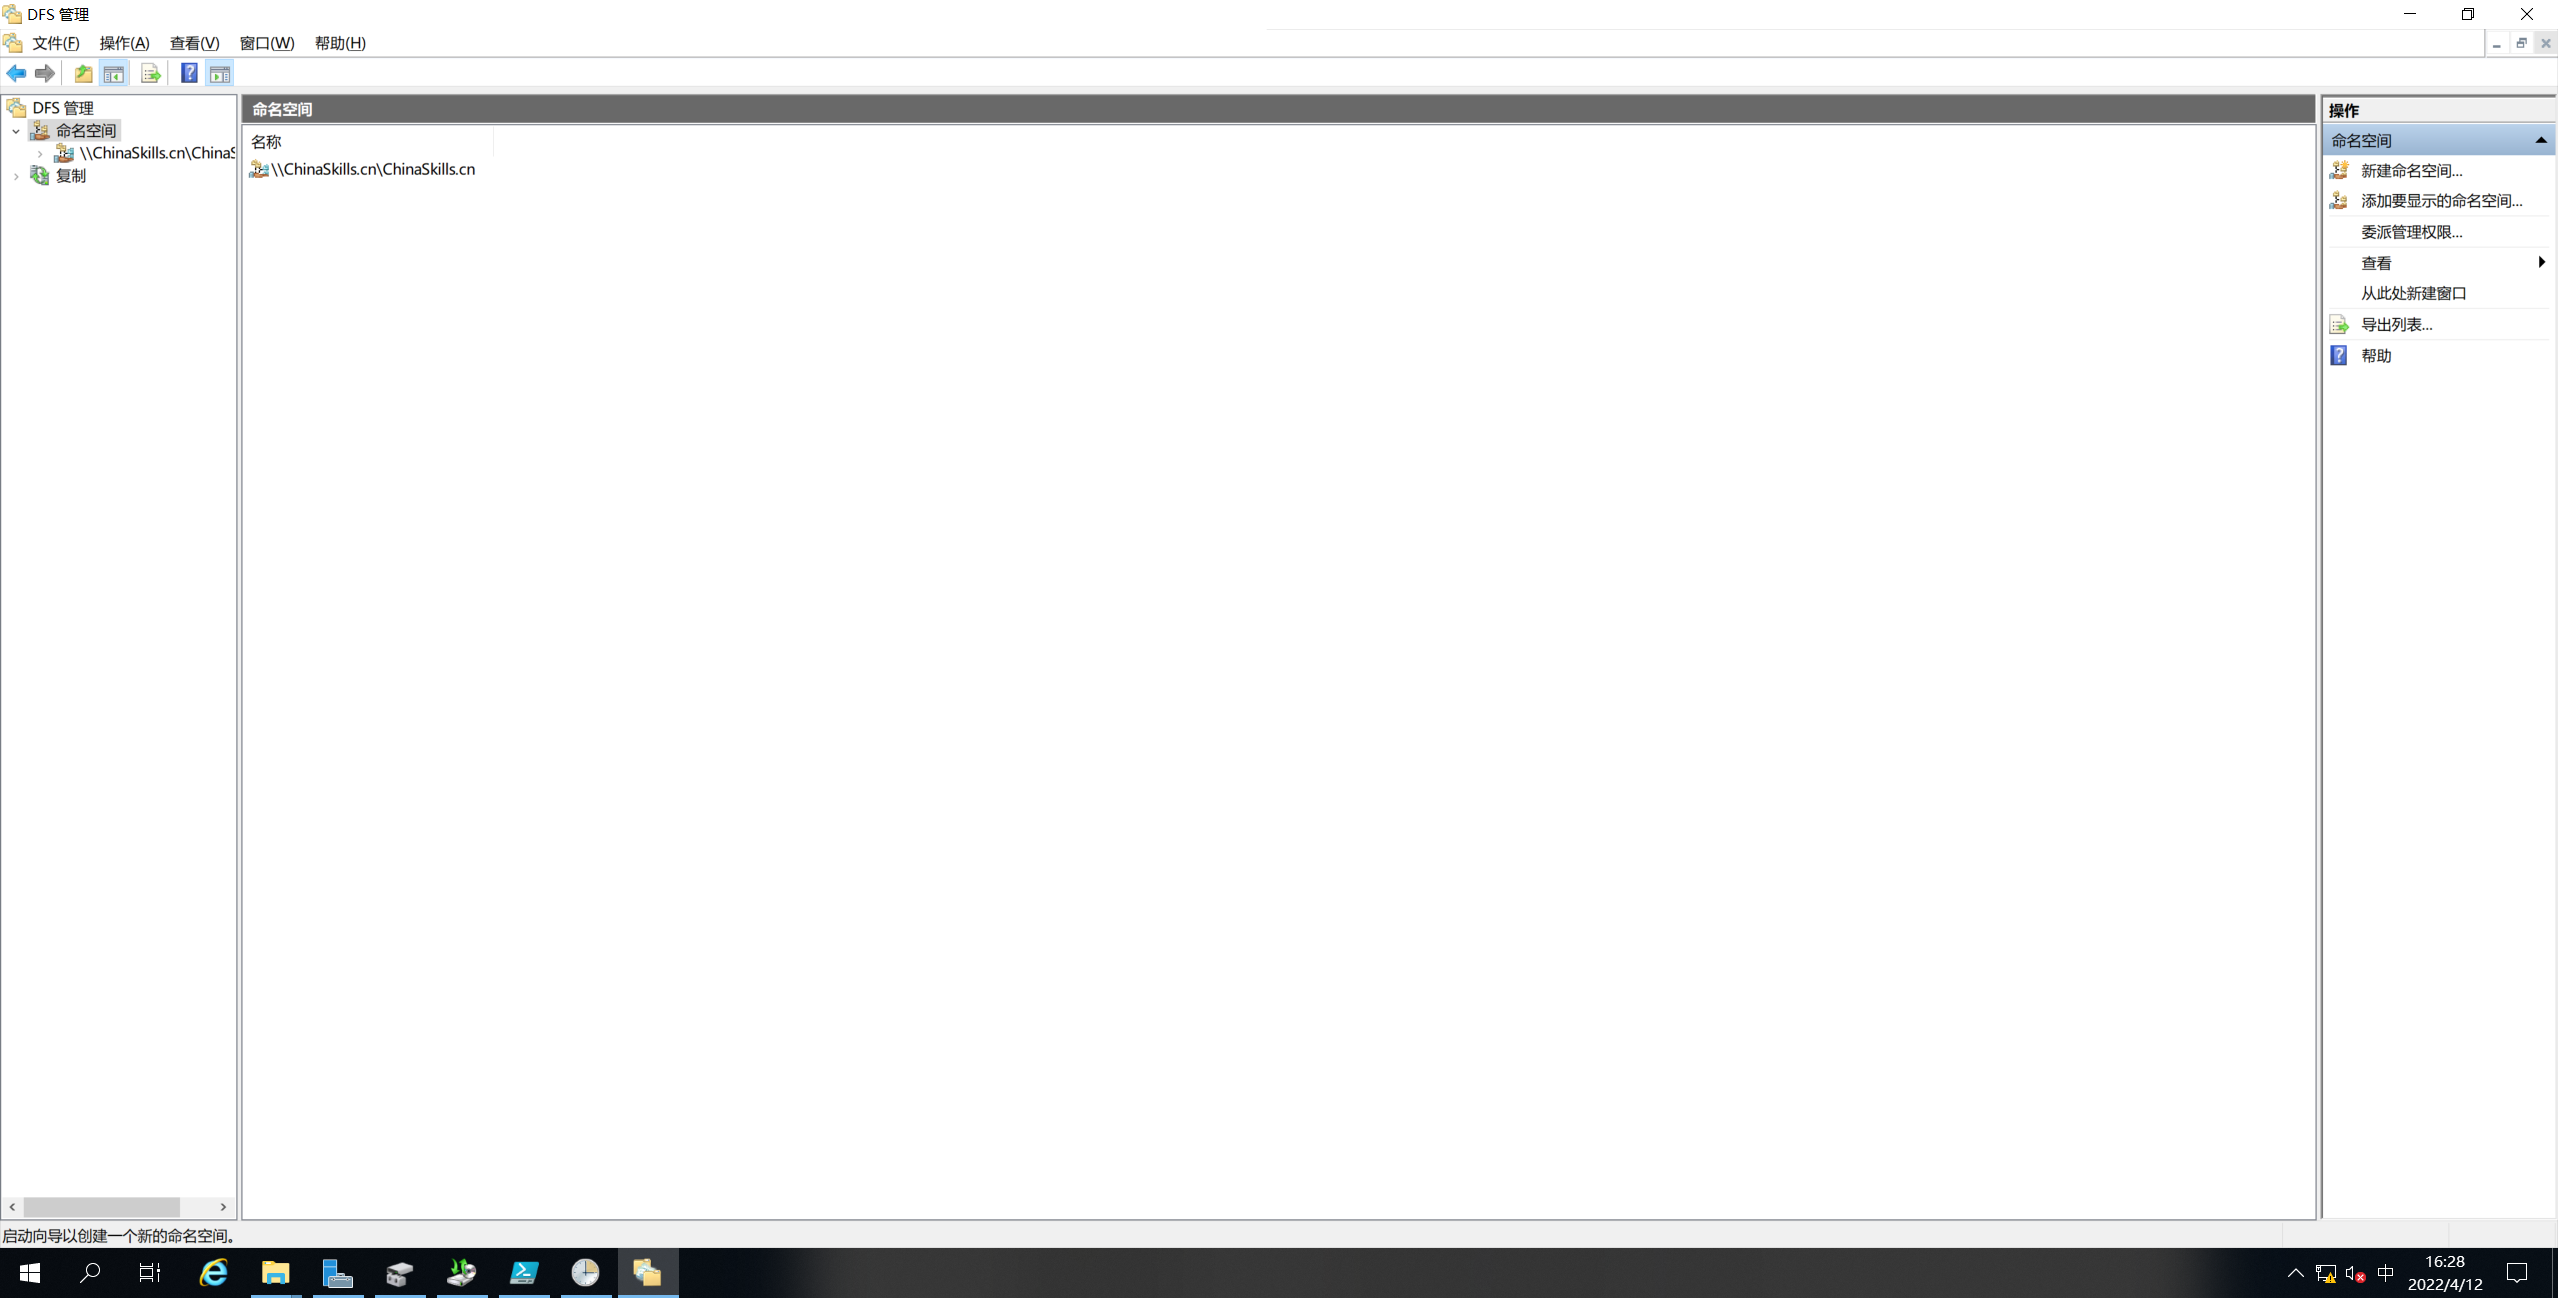 DFS 管理
文件(F) 操作(A) 查看(V) 窗口(W) 帮助(H)
DFS 管理
命名空间
\\ChinaSkills.cn\ChinaS
复制
命名空间
名称
\\ChinaSkills.cn\ChinaSkills.cn
操作
命名空间
新建命名空间...
添加要显示的命名空间...
委派管理权限...
查看
从此处新建窗口
导出列表...
帮助
启动向导以创建一个新的命名空间。
中
16:28
2022/4/12